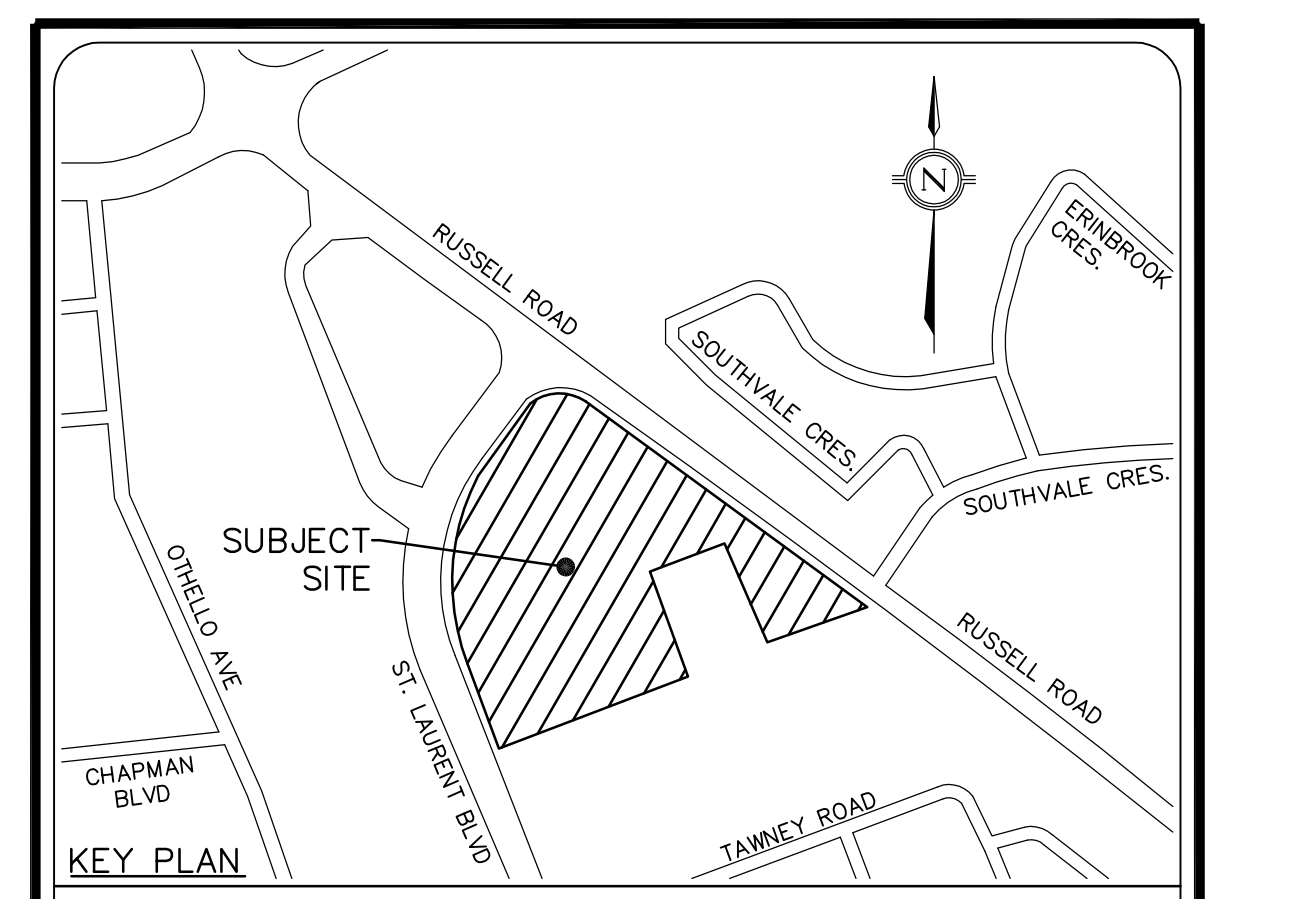 N
ERINBROOK
CRES.
RUSSELL ROAD
SOUTHVALE CRES.
SOUTHVALE CRES.
SUBJECT
SITE
OTHELLO AVE
RUSSELL ROAD
ST. LAURENT BLVD
CHAPMAN
BLVD
TAWNEY ROAD
KEY PLAN